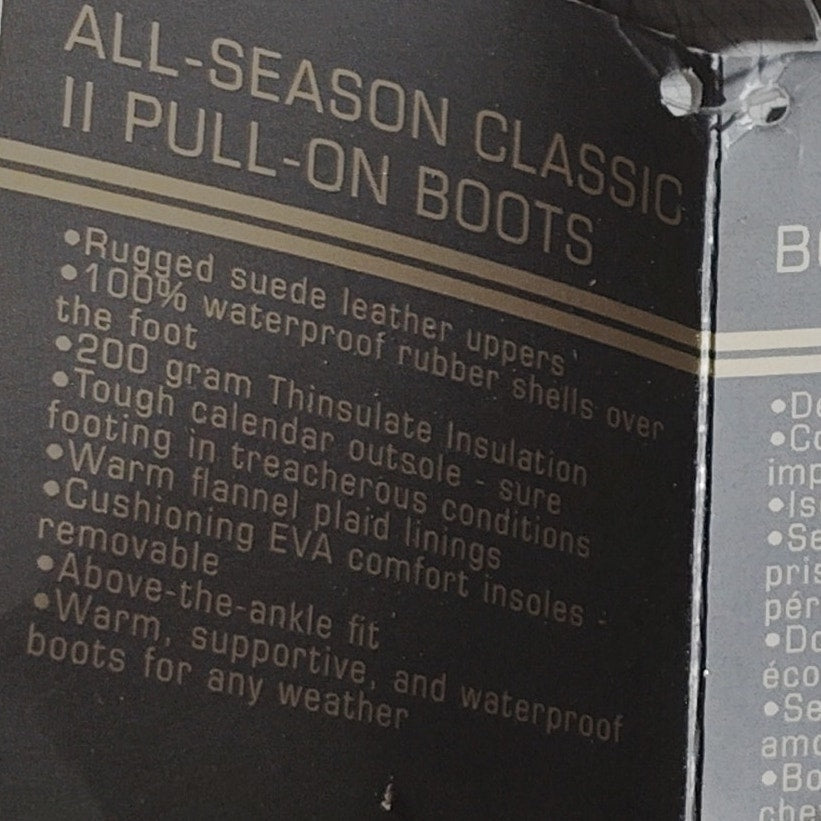 ALL-SEASON CLASSIC
II PULL-ON BOOTS
•Rugged suede leather uppers
•100% waterproof rubber shells over
the foot
•200 gram Thinsulate Insulation
•Tough calendar outsole - sure
footing in treacherous conditions
•Warm flannel plaid linings
•Cushioning EVA comfort insoles -
removable
•Above-the-ankle fit
•Warm, supportive, and waterproof
boots for any weather